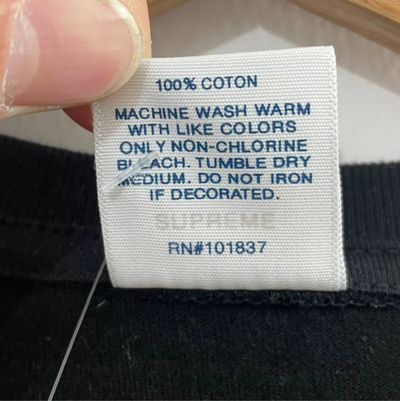 100% COTON
MACHINE WASH WARM
WITH LIKE COLORS
ONLY NON-CHLORINE
BLEACH. TUMBLE DRY
MEDIUM. DO NOT IRON
IF DECORATED.
SUPREME
RN#101837